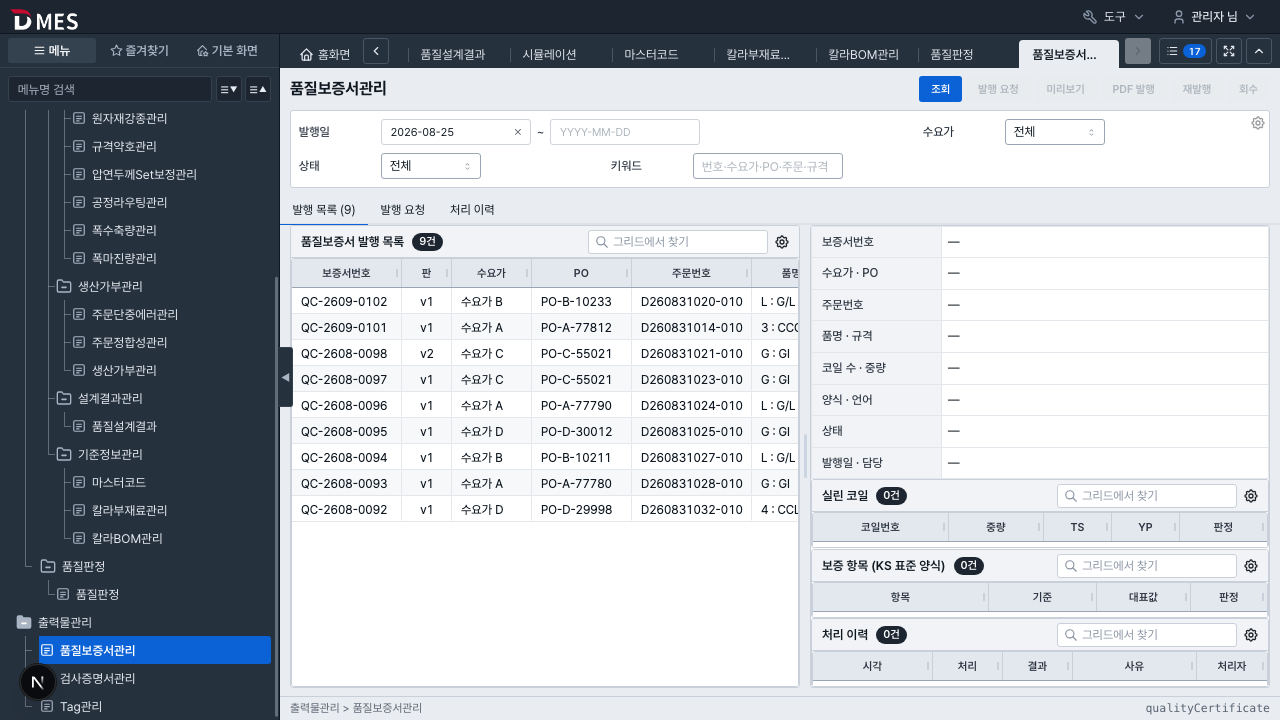 DMES
도구
관리자 님
메뉴
즐겨찾기
기본 화면
메뉴명 검색
원자재강종관리
규격약호관리
압연두께Set보정관리
공정라우팅관리
폭수축량관리
폭마진량관리
생산가부관리
주문단중에러관리
주문정합성관리
생산가부관리
설계결과관리
품질설계결과
기준정보관리
마스터코드
칼라부재료관리
칼라BOM관리
품질판정
품질판정
출력물관리
품질보증서관리
검사증명서관리
Tag관리
N
홈화면
품질설계결과
시뮬레이션
마스터코드
칼라부재료...
칼라BOM관리
품질판정
품질보증서...
17
품질보증서관리
조회
발행 요청
미리보기
PDF 발행
재발행
회수
발행일
2026-08-25
~
YYYY-MM-DD
수요가
전체
상태
전체
키워드
번호·수요가·PO·주문·규격
발행 목록 (9)
발행 요청
처리 이력
품질보증서 발행 목록
9건
그리드에서 찾기
보증서번호 판 수요가 PO 주문번호 품명
QC-2609-0102 v1 수요가 B PO-B-10233 D260831020-010 L : G/L
QC-2609-0101 v1 수요가 A PO-A-77812 D260831014-010 3 : CCG
QC-2608-0098 v2 수요가 C PO-C-55021 D260831021-010 G : GI
QC-2608-0097 v1 수요가 C PO-C-55021 D260831023-010 G : GI
QC-2608-0096 v1 수요가 A PO-A-77790 D260831024-010 L : G/L
QC-2608-0095 v1 수요가 D PO-D-30012 D260831025-010 G : GI
QC-2608-0094 v1 수요가 B PO-B-10211 D260831027-010 L : G/L
QC-2608-0093 v1 수요가 A PO-A-77780 D260831028-010 G : GI
QC-2608-0092 v1 수요가 D PO-D-29998 D260831032-010 4 : CCL
보증서번호 —
수요가 · PO —
주문번호 —
품명 · 규격 —
코일 수 · 중량 —
양식 · 언어 —
상태 —
발행일 · 담당 —
실린 코일
0건
그리드에서 찾기
코일번호 중량 TS YP 판정
보증 항목 (KS 표준 양식)
0건
그리드에서 찾기
항목 기준 대표값 판정
처리 이력
0건
그리드에서 찾기
시각 처리 결과 사유 처리자
출력물관리 > 품질보증서관리
qualityCertificate